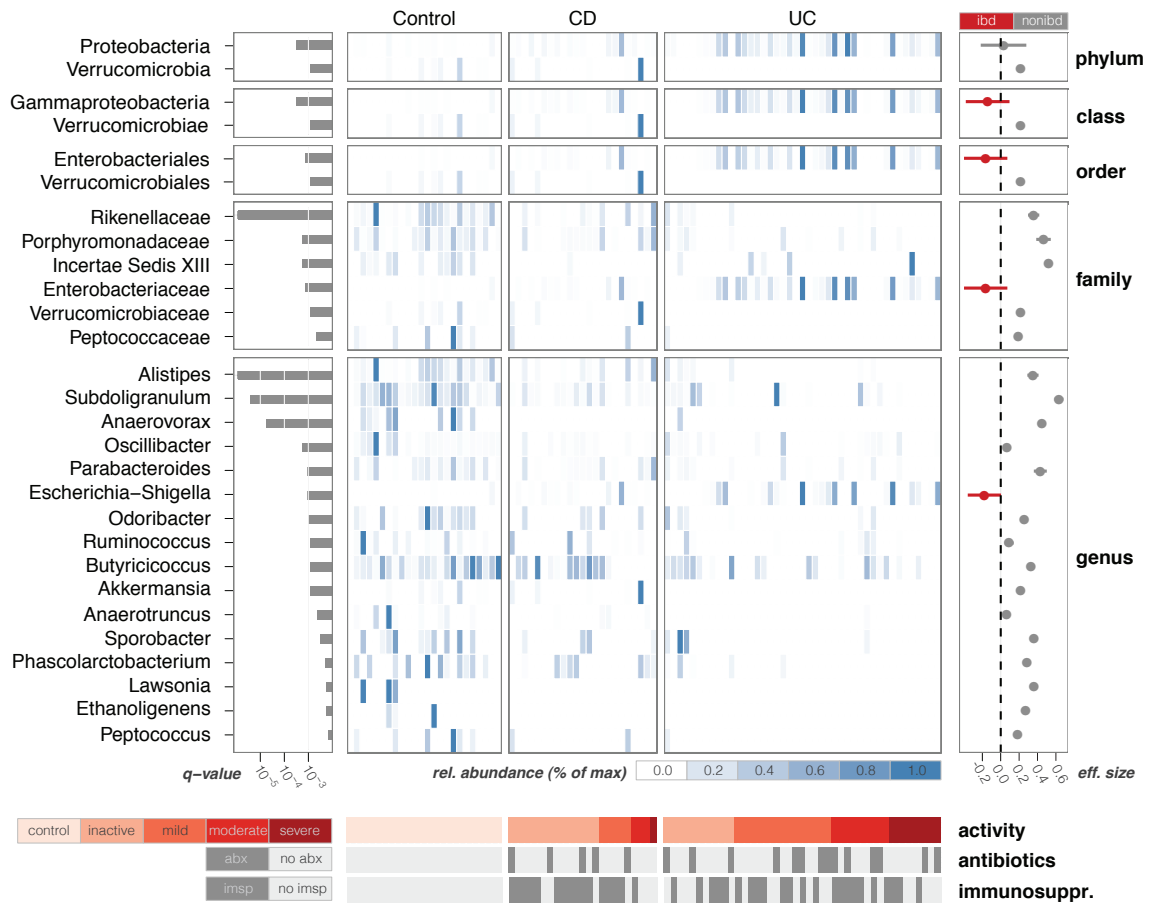 Control CD UC
ibd nonibd
Proteobacteria
Verrucomicrobia
phylum
Gammaproteobacteria
Verrucomicrobiae
class
Enterobacteriales
Verrucomicrobiales
order
Rikenellaceae
Porphyromonadaceae
Incertae Sedis XIII
Enterobacteriaceae
Verrucomicrobiaceae
Peptococcaceae
family
Alistipes
Subdoligranulum
Anaerovorax
Oscillibacter
Parabacteroides
Escherichia−Shigella
Odoribacter
Ruminococcus
Butyricicoccus
Akkermansia
Anaerotruncus
Sporobacter
Phascolarctobacterium
Lawsonia
Ethanoligenens
Peptococcus
genus
q−value 10−5 10−4 10−3
rel. abundance (% of max) 0.0 0.2 0.4 0.6 0.8 1.0
-0.2 0.0 0.2 0.4 0.6 eff. size
control inactive mild moderate severe activity
abx no abx antibiotics
imsp no imsp immunosuppr.